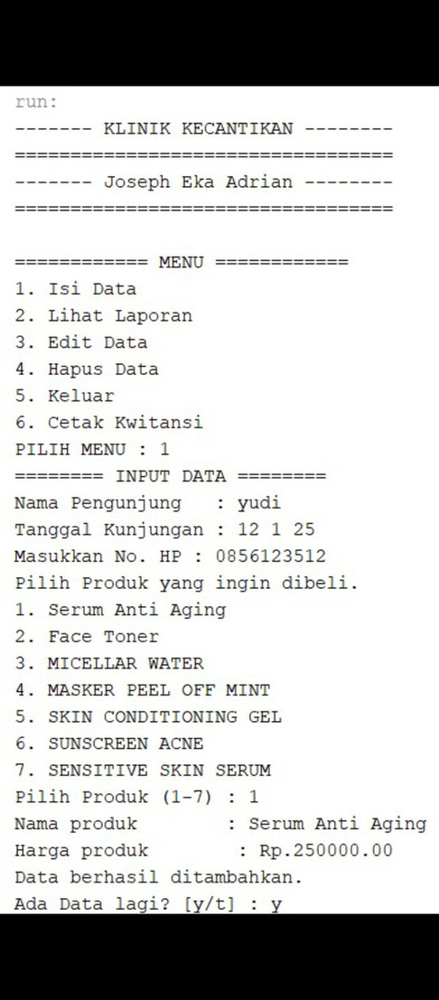 run:
------- KLINIK KECANTIKAN --------
==================================
------- Joseph Eka Adrian --------
==================================
============ MENU ============
1. Isi Data
2. Lihat Laporan
3. Edit Data
4. Hapus Data
5. Keluar
6. Cetak Kwitansi
PILIH MENU : 1
======== INPUT DATA ========
Nama Pengunjung   : yudi
Tanggal Kunjungan : 12 1 25
Masukkan No. HP : 0856123512
Pilih Produk yang ingin dibeli.
1. Serum Anti Aging
2. Face Toner
3. MICELLAR WATER
4. MASKER PEEL OFF MINT
5. SKIN CONDITIONING GEL
6. SUNSCREEN ACNE
7. SENSITIVE SKIN SERUM
Pilih Produk (1-7) : 1
Nama produk        : Serum Anti Aging
Harga produk        : Rp.250000.00
Data berhasil ditambahkan.
Ada Data lagi? [y/t] : y